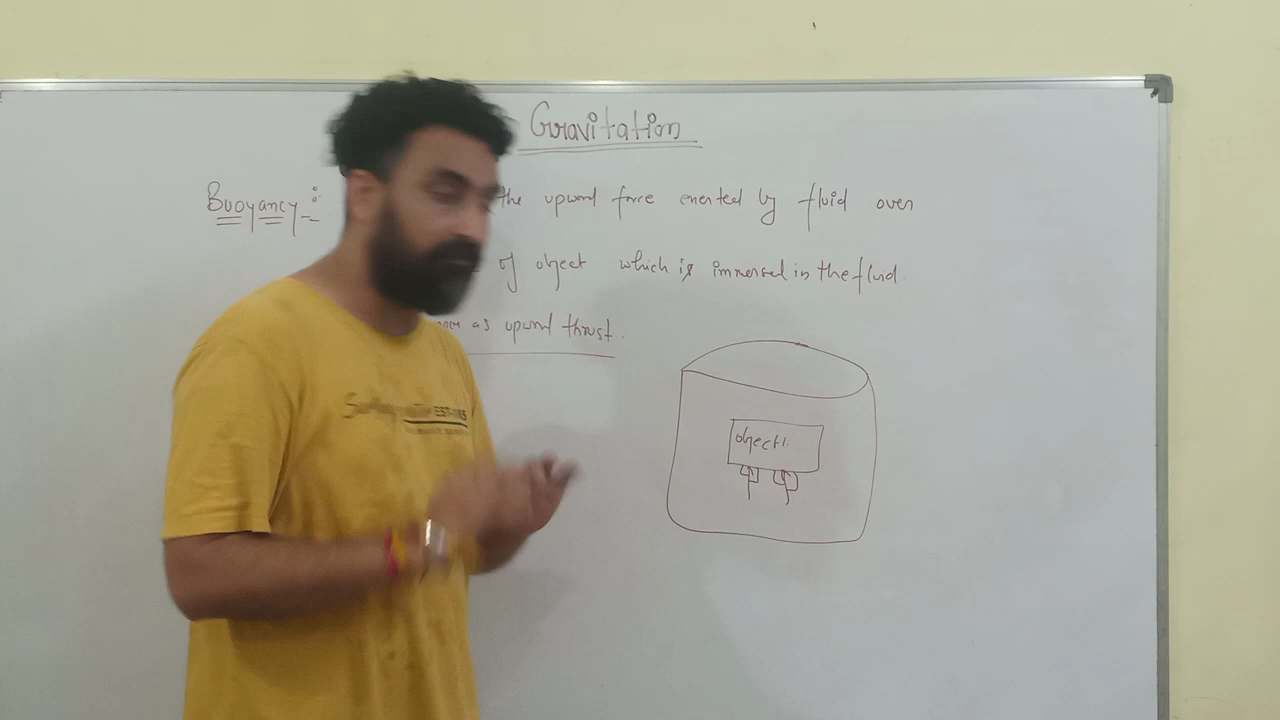 Gravitation
Buoyancy :- the upward force exerted by fluid over
of object which is immersed in the fluid.
as upward thrust.
object
EST